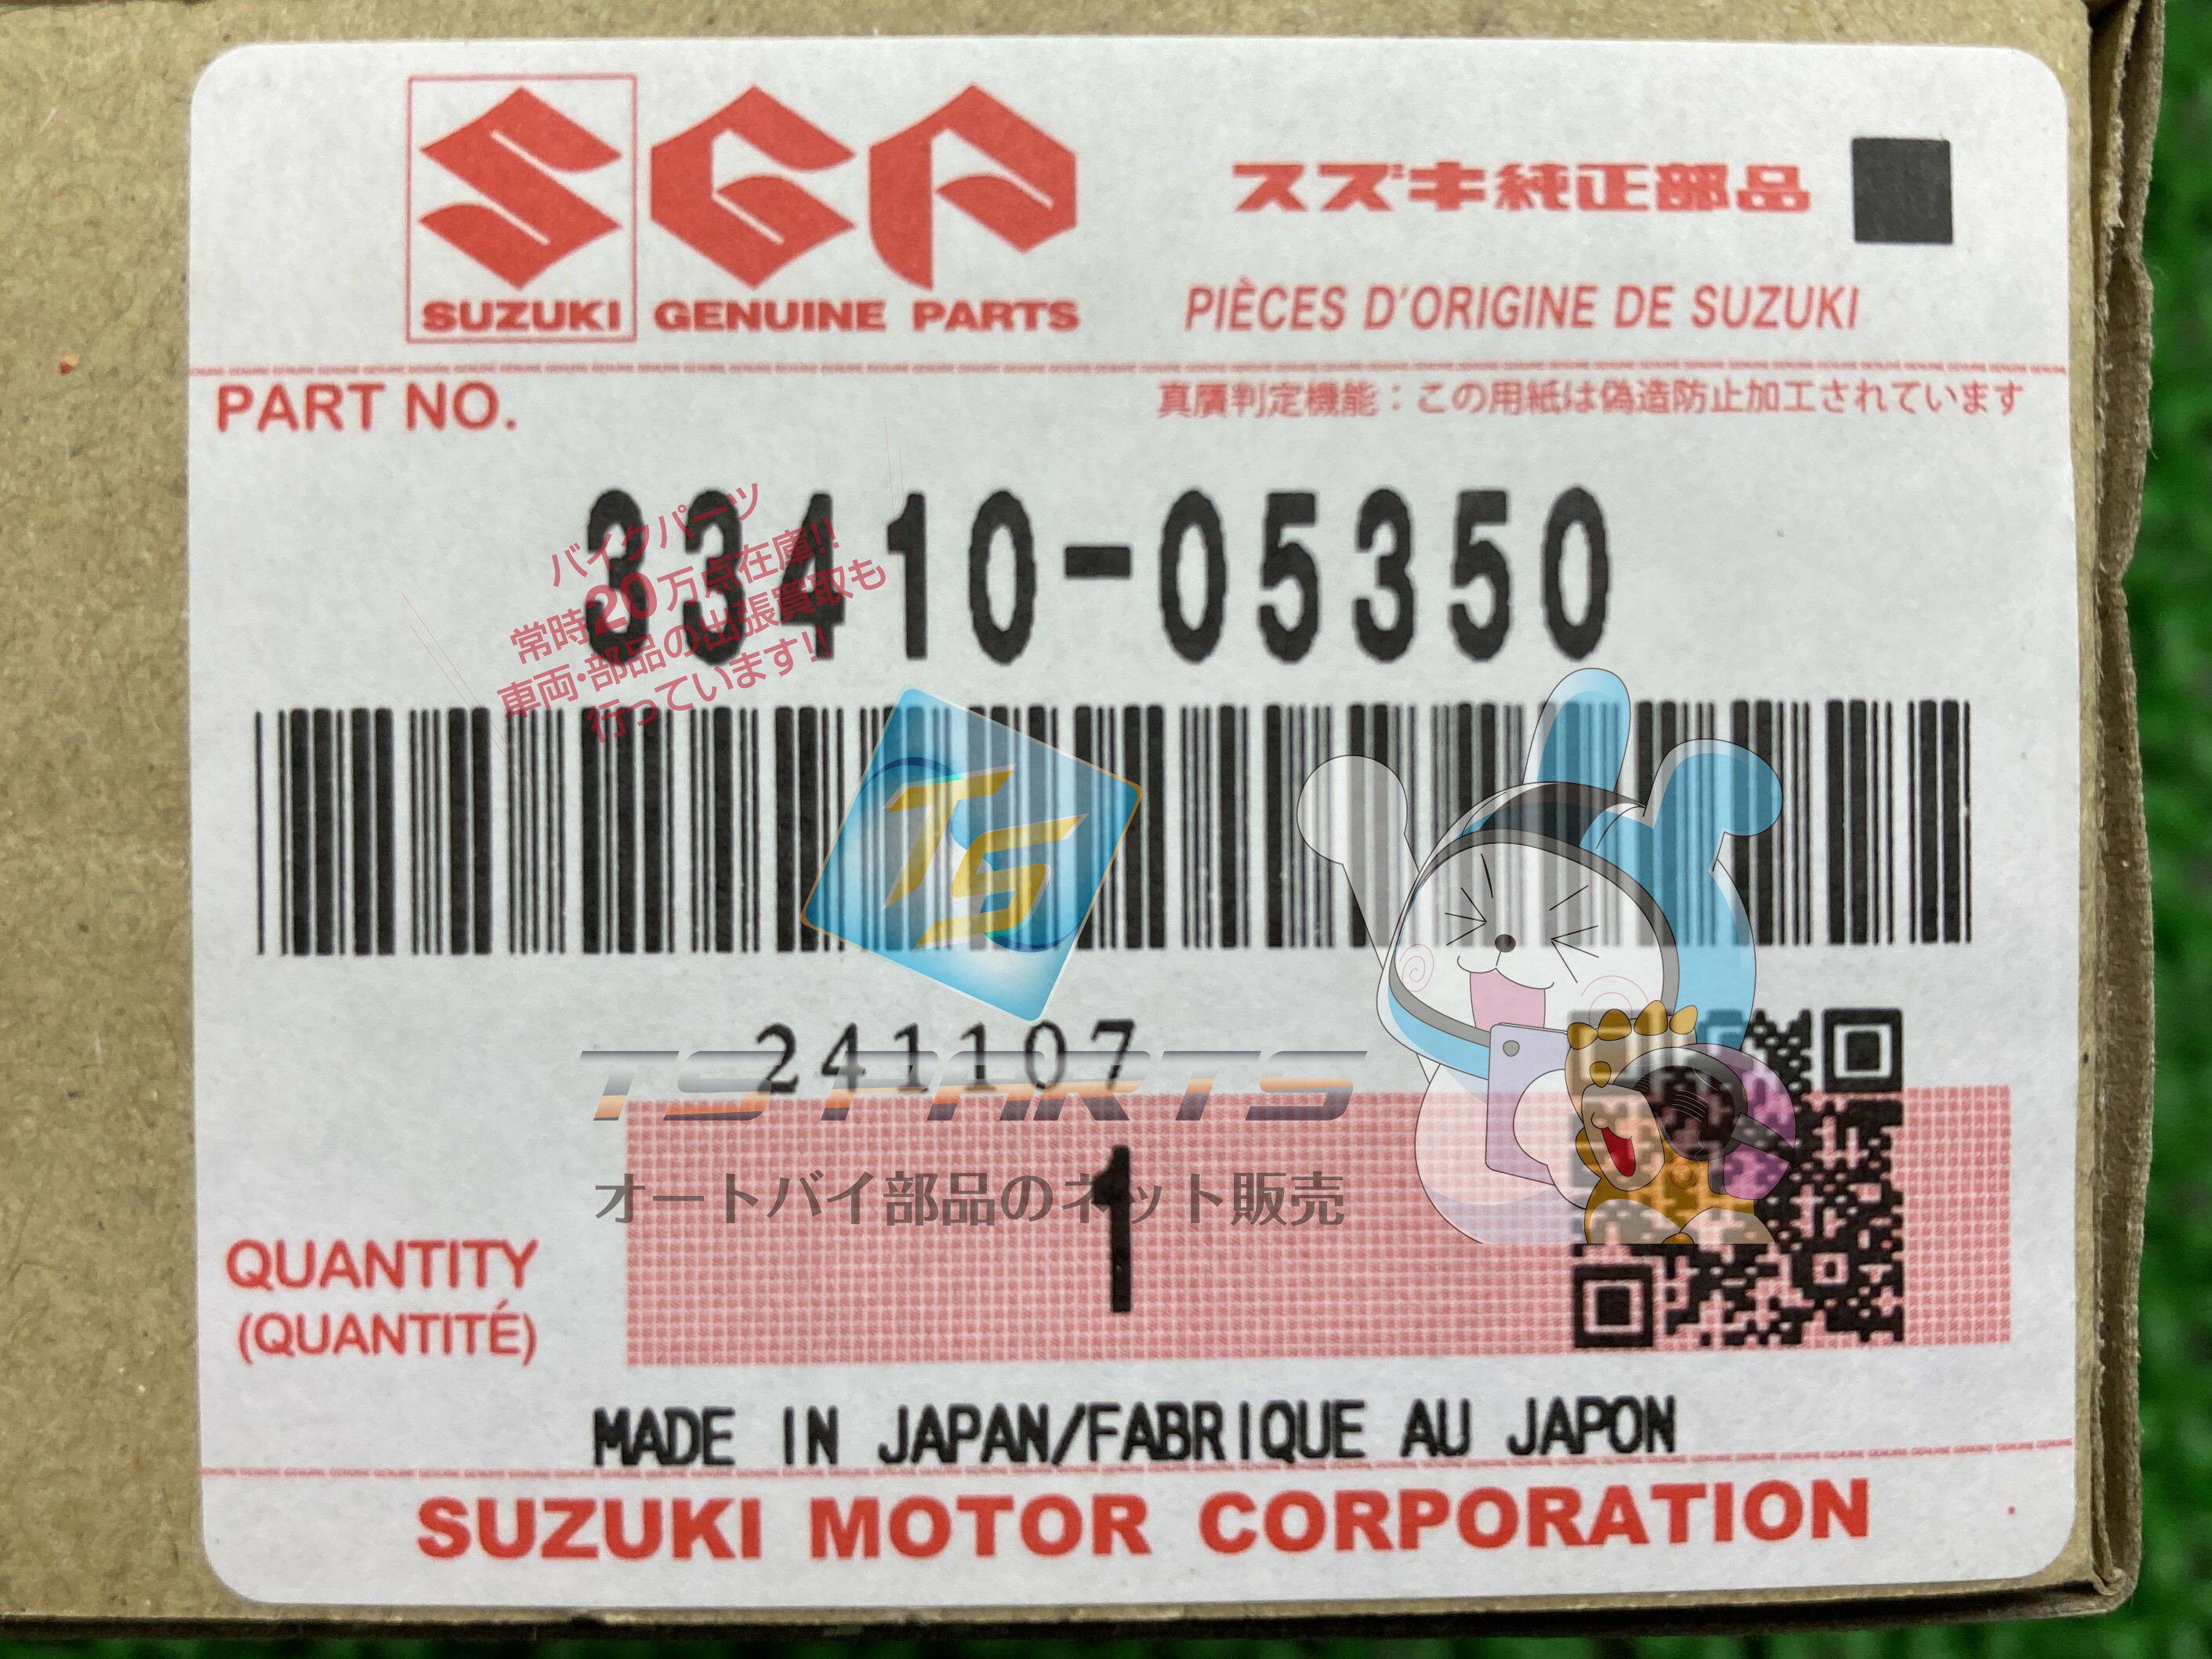 SGP
SUZUKI GENUINE PARTS
スズキ純正部品
PIÈCES D'ORIGINE DE SUZUKI
PART NO.
真贋判定機能：この用紙は偽造防止加工されています
33410-05350
バイクパーツ
常時20万点在庫!!
車両・部品の出張買取も
行っています!!
TS
241107
TS PARTS
オートバイ部品のネット販売
1
QUANTITY
(QUANTITÉ)
MADE IN JAPAN/FABRIQUE AU JAPON
SUZUKI MOTOR CORPORATION